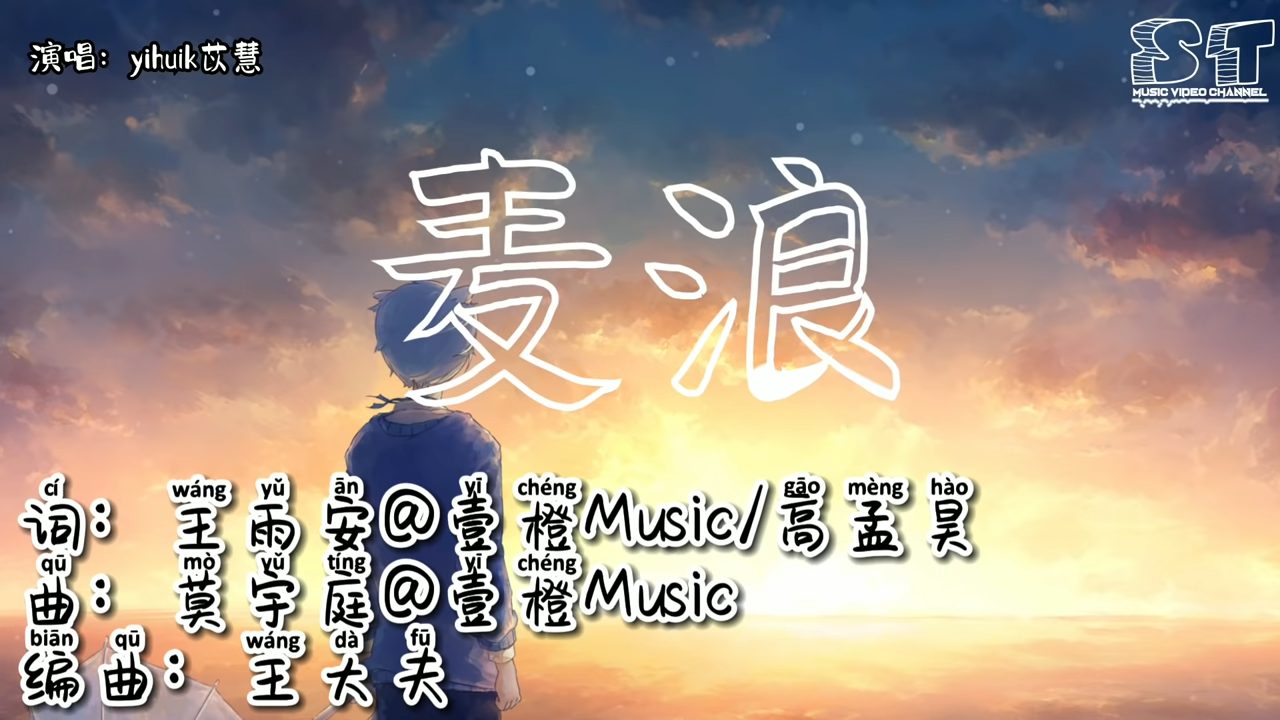 演唱：yihuik苡慧
ST
MUSIC VIDEO CHANNEL
麦浪
cí wáng yǔ ān yī chéng gāo mèng hào
词：王雨安@壹橙Music/高孟昊
qū mò yǔ tíng yī chéng
曲：莫宇庭@壹橙Music
biān qū wáng dà fū
编曲：王大夫